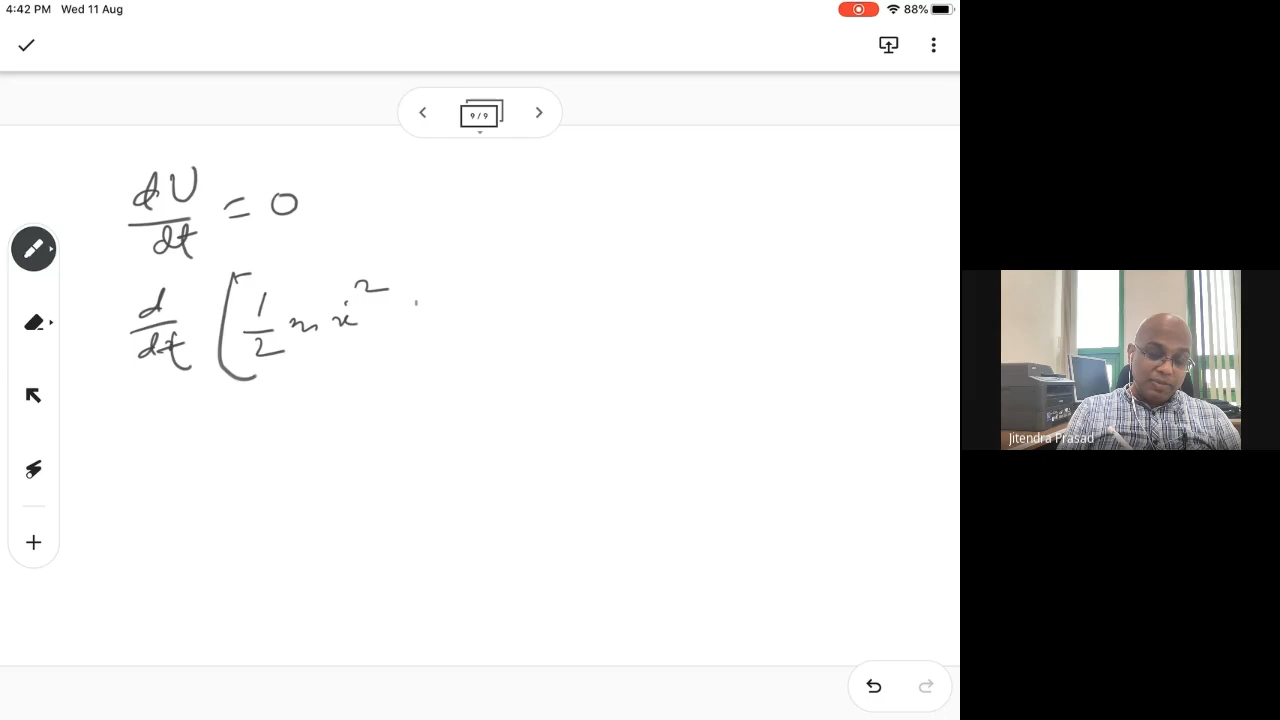 4:42 PM Wed 11 Aug
88%
9/9
dU/dt = 0
d/dt [1/2 m ẋ²
Jitendra Prasad